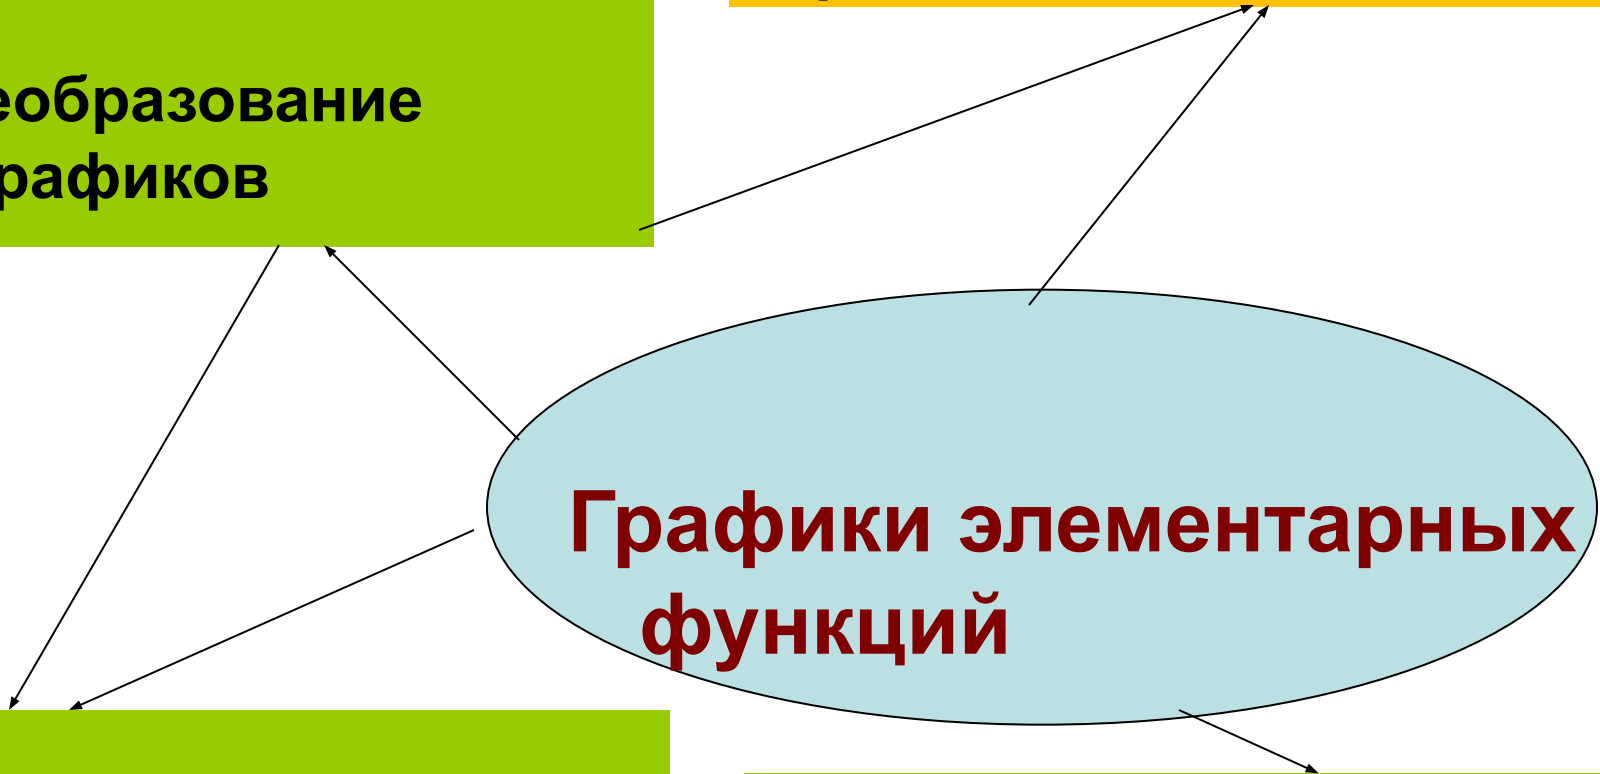 еобразование
рафиков
Графики элементарных
функций